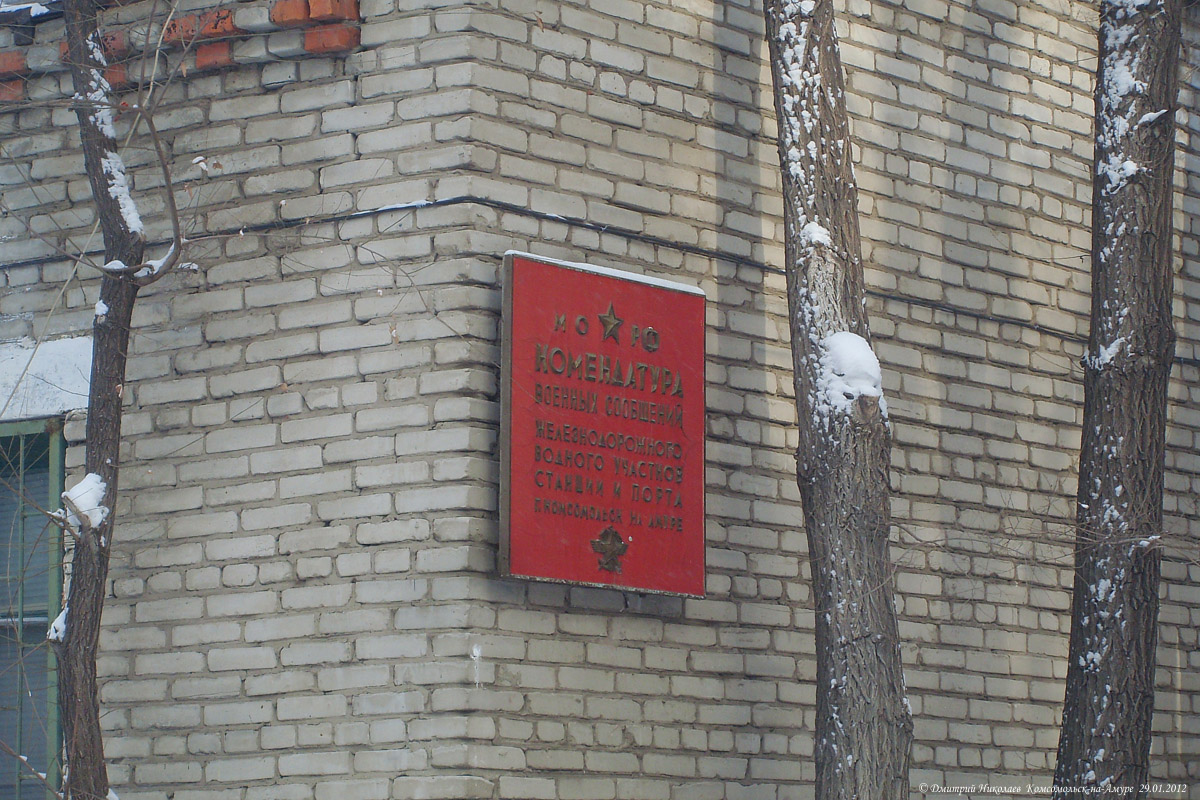 МО РФ
КОМЕНДАТУРА
ВОЕННЫХ СООБЩЕНИЙ
ЖЕЛЕЗНОДОРОЖНОГО,
ВОДНОГО УЧАСТКОВ
СТАНЦИИ И ПОРТА
Г.КОМСОМОЛЬСК НА АМУРЕ
© Дмитрий Николаев Комсомольск-на-Амуре 29.01.2012